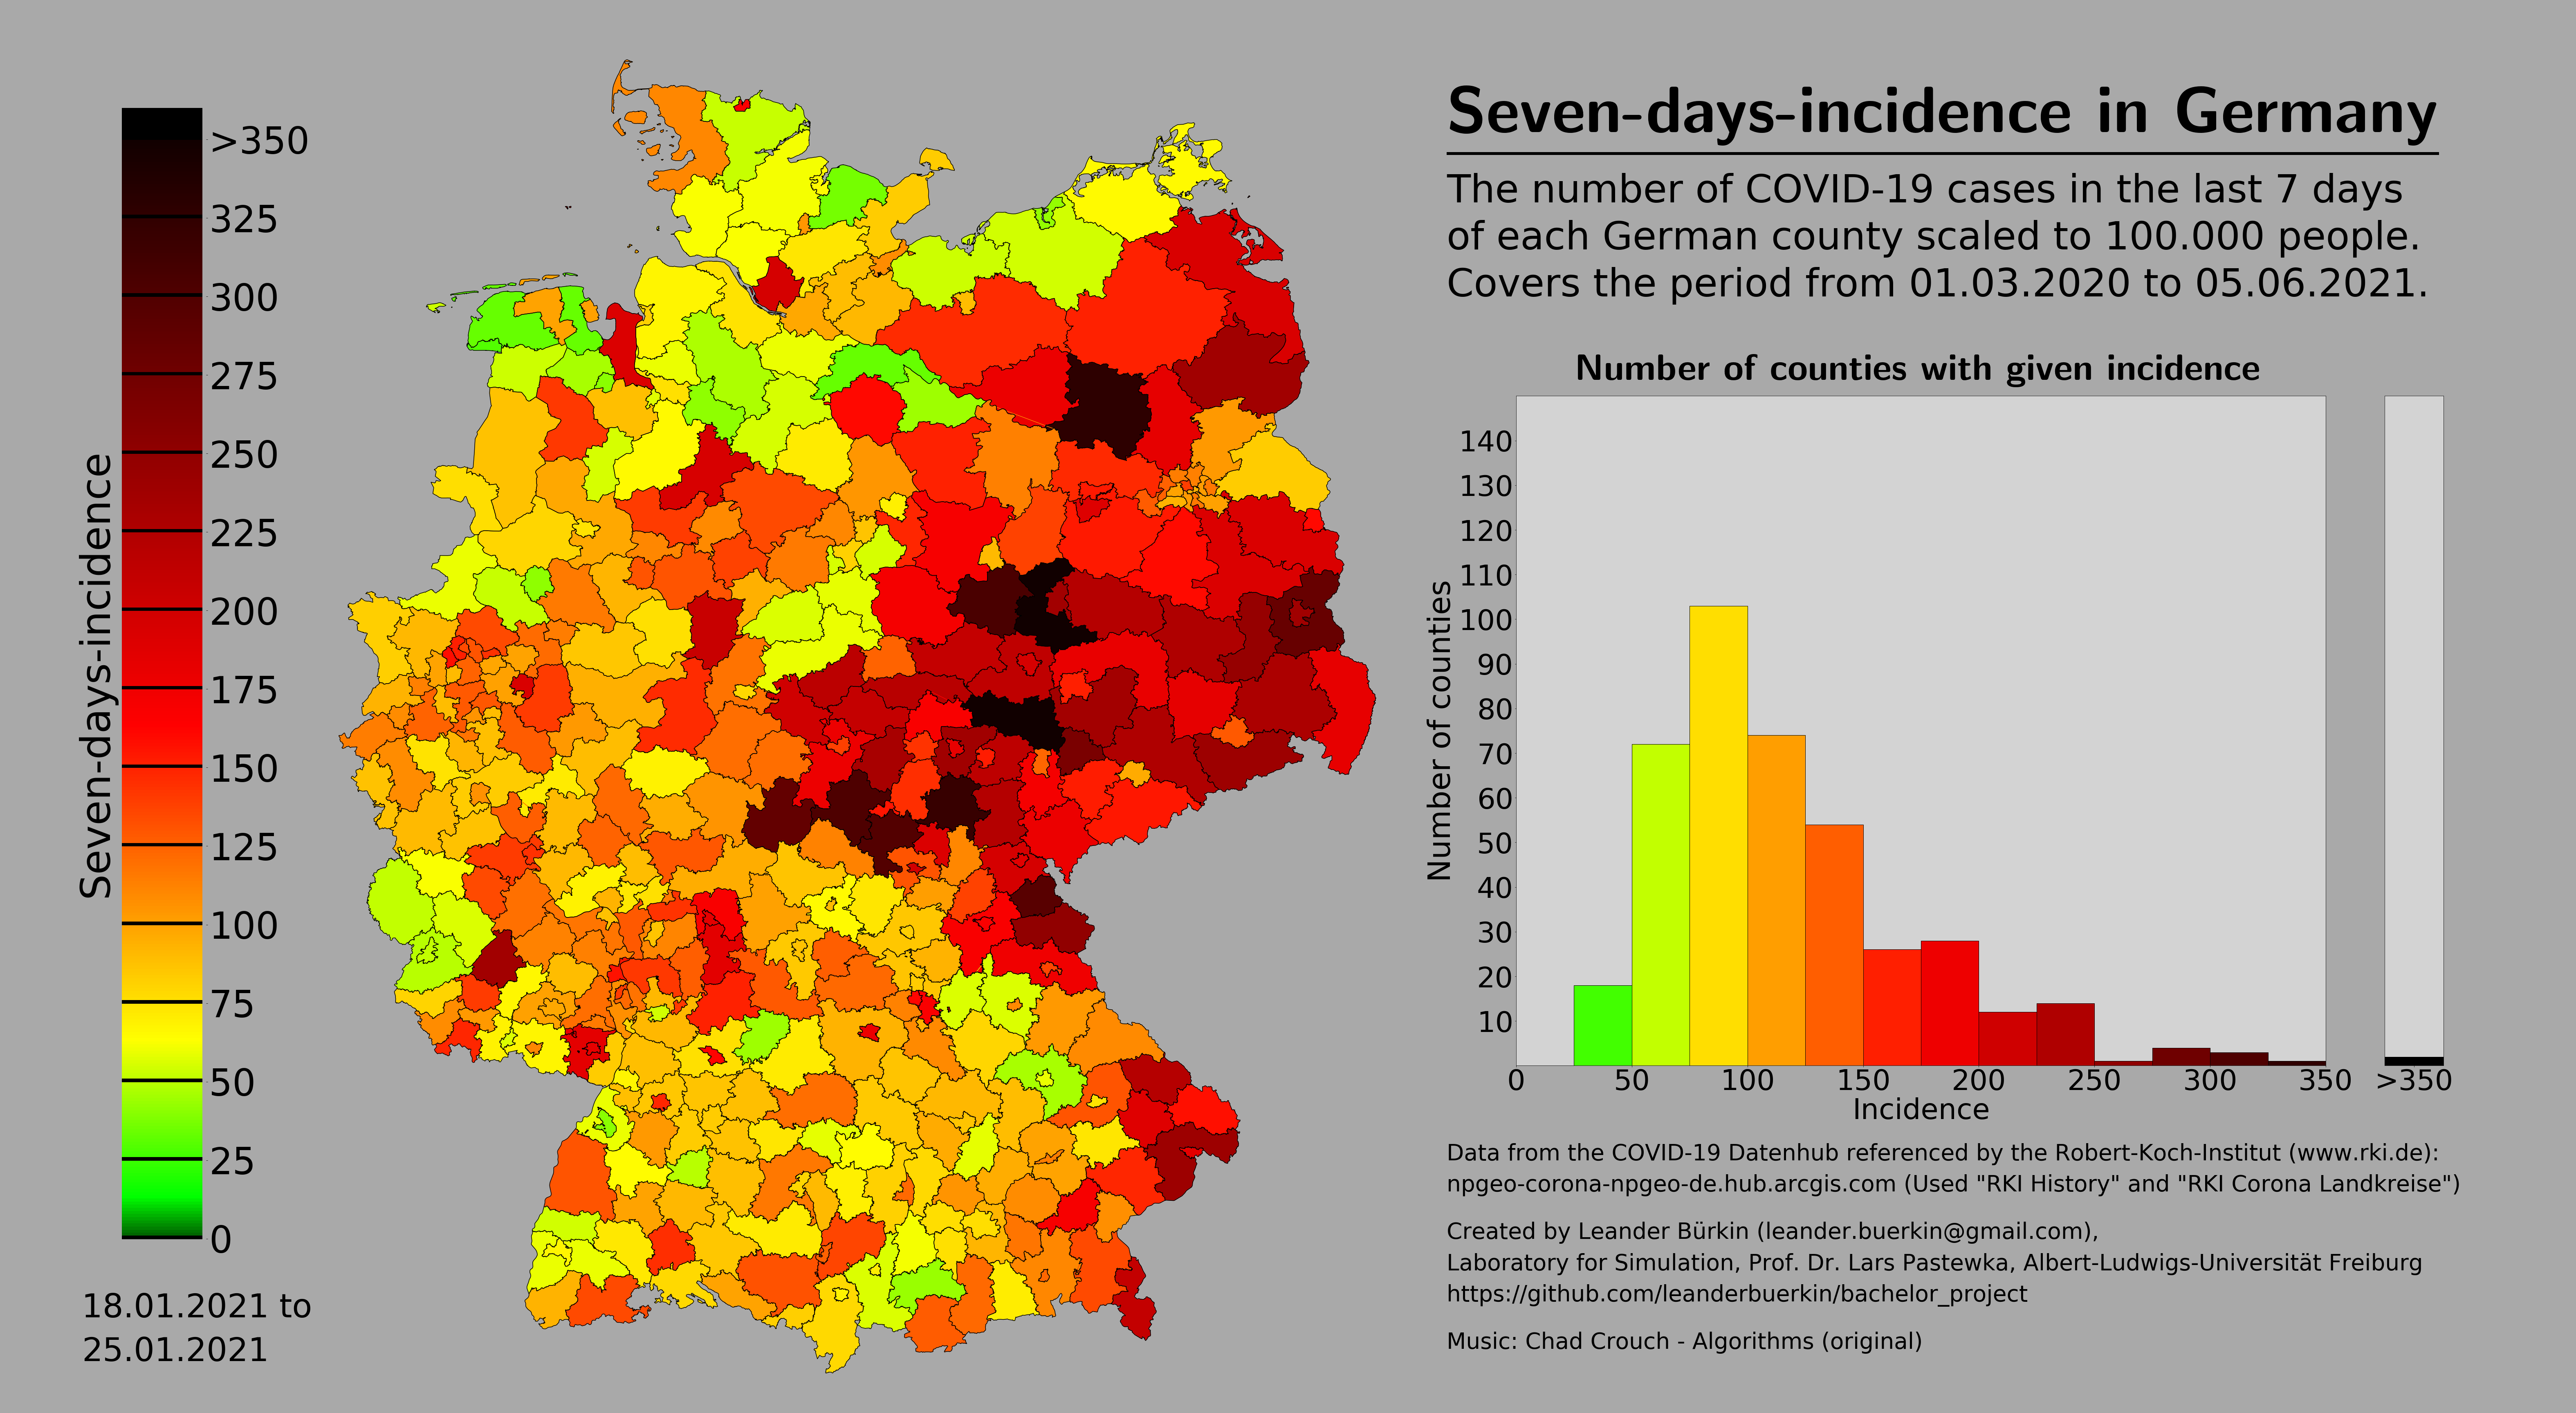 Seven-days-incidence in Germany
The number of COVID-19 cases in the last 7 days
of each German county scaled to 100.000 people.
Covers the period from 01.03.2020 to 05.06.2021.
>350
325
300
275
250
225
200
175
150
125
100
75
50
25
0
Seven-days-incidence
18.01.2021 to
25.01.2021
Number of counties with given incidence
140
130
120
110
100
90
80
70
60
50
40
30
20
10
Number of counties
0 50 100 150 200 250 300 350 >350
Incidence
Data from the COVID-19 Datenhub referenced by the Robert-Koch-Institut (www.rki.de):
npgeo-corona-npgeo-de.hub.arcgis.com (Used "RKI History" and "RKI Corona Landkreise")
Created by Leander Bürkin (leander.buerkin@gmail.com),
Laboratory for Simulation, Prof. Dr. Lars Pastewka, Albert-Ludwigs-Universität Freiburg
https://github.com/leanderbuerkin/bachelor_project
Music: Chad Crouch - Algorithms (original)